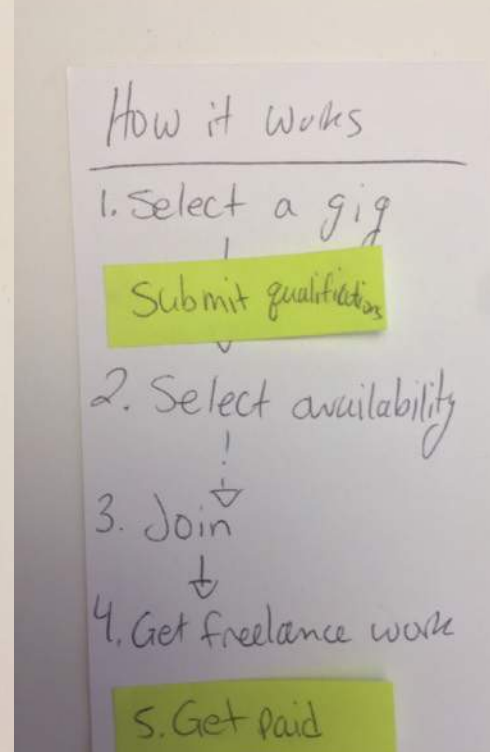 How it works
1. Select a gig
Submit qualifications
2. Select availability
3. Join
4. Get freelance work
5. Get paid